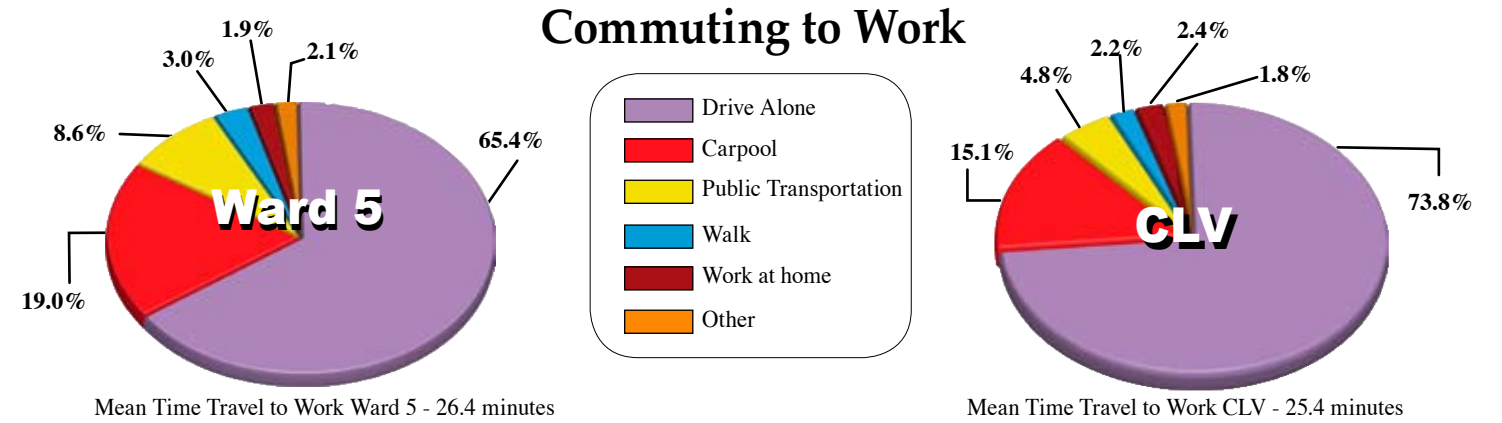 Commuting to Work
1.9%
2.1%
3.0%
8.6%
65.4%
19.0%
Ward 5
Mean Time Travel to Work Ward 5 - 26.4 minutes
Drive Alone
Carpool
Public Transportation
Walk
Work at home
Other
2.4%
2.2%
4.8%
1.8%
15.1%
73.8%
CLV
Mean Time Travel to Work CLV - 25.4 minutes